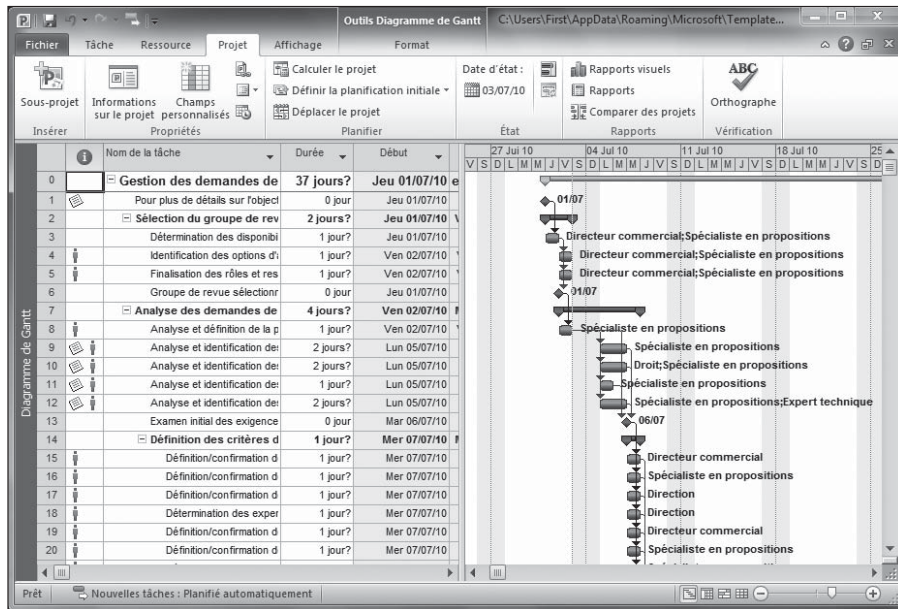 Outils Diagramme de Gantt C:\Users\First\AppData\Roaming\Microsoft\Template...
Fichier Tâche Ressource Projet Affichage Format
Sous-projet
Informations sur le projet
Champs personnalisés
Calculer le projet
Définir la planification initiale
Déplacer le projet
Date d'état :
03/07/10
Rapports visuels
Rapports
Comparer des projets
ABC
Orthographe
Insérer Propriétés Planifier État Rapports Vérification
Nom de la tâche Durée Début
27 Jui 10 04 Jul 10 11 Jul 10 18 Jul 10 25
V S D L M M J V S D L M M J V S D L M M J V S D L M M J V S D
0 Gestion des demandes de 37 jours? Jeu 01/07/10 e
1 Pour plus de détails sur l'object 0 jour Jeu 01/07/10 01/07
2 Sélection du groupe de rev 2 jours? Jeu 01/07/10
3 Détermination des disponibi 1 jour? Jeu 01/07/10 Directeur commercial;Spécialiste en propositions
4 Identification des options d' 1 jour? Ven 02/07/10 Directeur commercial;Spécialiste en propositions
5 Finalisation des rôles et res 1 jour? Ven 02/07/10 Directeur commercial;Spécialiste en propositions
6 Groupe de revue sélectionr 0 jour Jeu 01/07/10 01/07
7 Analyse des demandes de 4 jours? Ven 02/07/10
8 Analyse et définition de la p 1 jour? Ven 02/07/10 Spécialiste en propositions
9 Analyse et identification des 2 jours? Lun 05/07/10 Spécialiste en propositions
10 Analyse et identification des 2 jours? Lun 05/07/10 Droit;Spécialiste en propositions
11 Analyse et identification des 1 jour? Lun 05/07/10 Spécialiste en propositions
12 Analyse et identification des 2 jours? Lun 05/07/10 Spécialiste en propositions;Expert technique
13 Examen initial des exigence 0 jour Mar 06/07/10 06/07
14 Définition des critères d 1 jour? Mer 07/07/10
15 Définition/confirmation d 1 jour? Mer 07/07/10 Directeur commercial
16 Définition/confirmation d 1 jour? Mer 07/07/10 Spécialiste en propositions
17 Définition/confirmation d 1 jour? Mer 07/07/10 Direction
18 Détermination des exper 1 jour? Mer 07/07/10 Direction
19 Définition/confirmation d 1 jour? Mer 07/07/10 Directeur commercial
20 Définition/confirmation d 1 jour? Mer 07/07/10 Spécialiste en propositions
Diagramme de Gantt
Prêt Nouvelles tâches : Planifié automatiquement